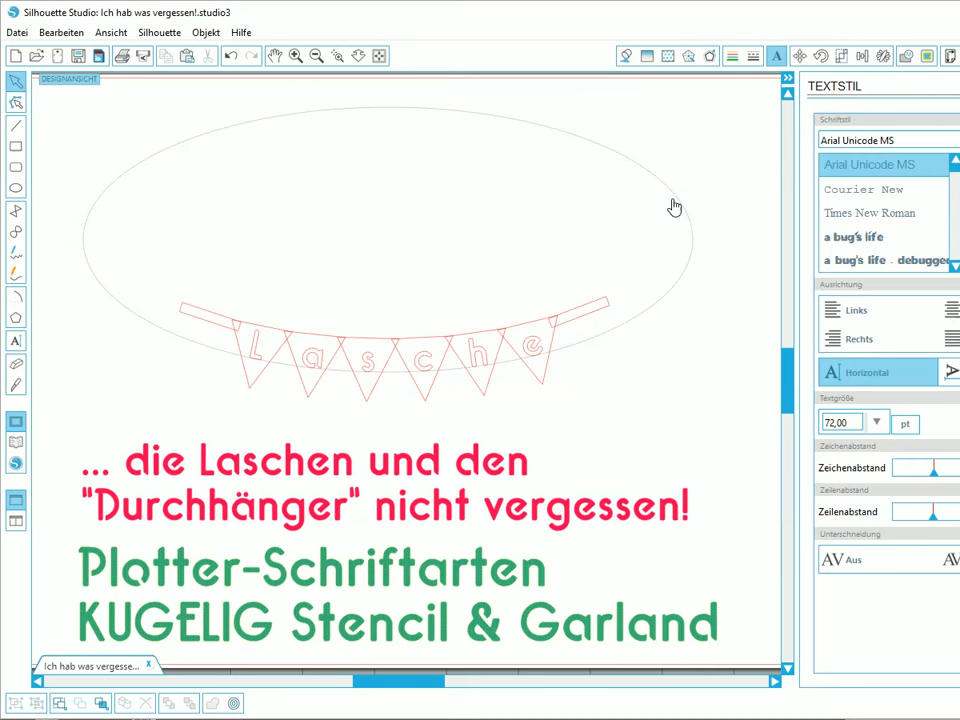 Silhouette Studio: Ich hab was vergessen!.studio3
Datei Bearbeiten Ansicht Silhouette Objekt Hilfe
DESIGNANSICHT
TEXTSTIL
Schriftstil
Arial Unicode MS
Arial Unicode MS
Courier New
Times New Roman
a bug's life
a bug's life - debugged
Ausrichtung
Links
Rechts
A Horizontal A
Textgröße
72,00 pt
Zeichenabstand
Zeichenabstand
Zeilenabstand
Zeilenabstand
Unterschneidung
AV Aus AV
Lasche
... die Laschen und den
"Durchhänger" nicht vergessen!
Plotter-Schriftarten
KUGELIG Stencil & Garland
Ich hab was vergesse... x